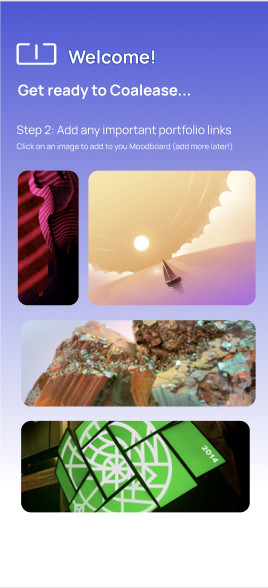 Welcome!
Get ready to Coalease...
Step 2: Add any important portfolio links
Click on an image to add to you Moodboard (add more later!)
2014